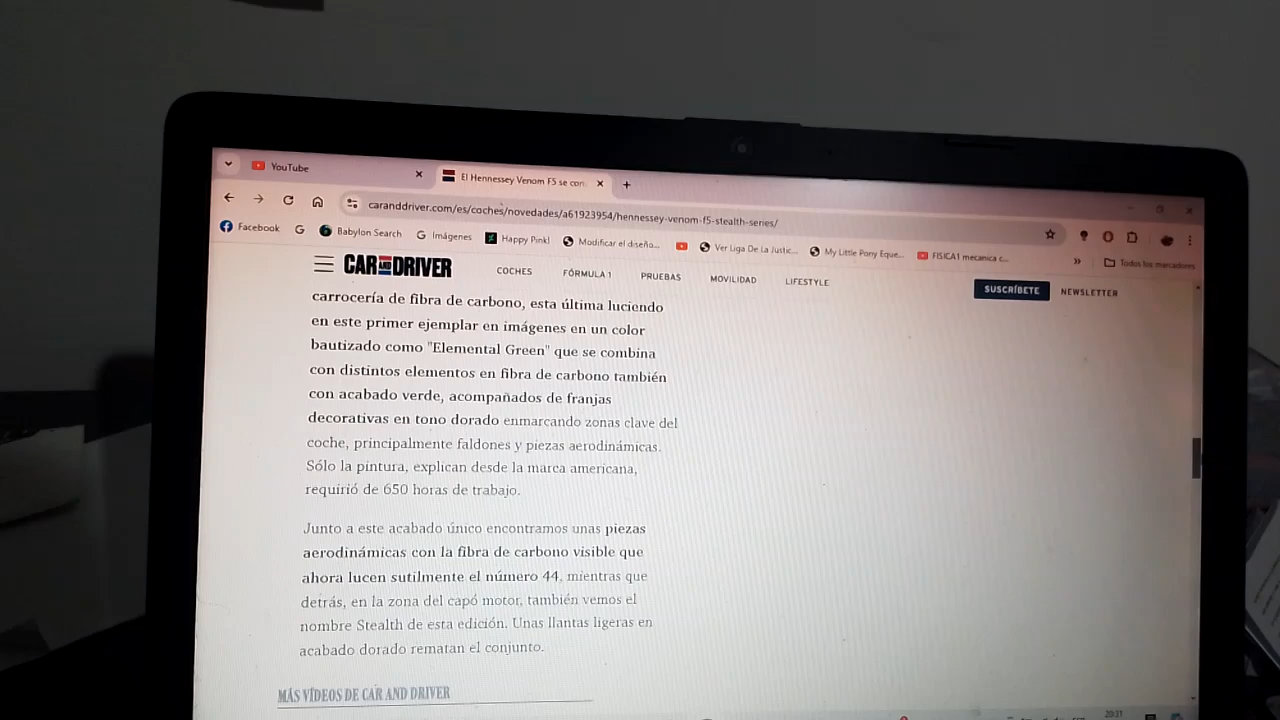 YouTube
El Hennessey Venom F5 se con
caranddriver.com/es/coches/novedades/a61923954/hennessey-venom-f5-stealth-series/
Facebook
Babylon Search
Imágenes
Happy Pink!
Modificar el diseño...
Ver Liga De La Justic...
My Little Pony Eque...
FISICA1 mecanica c...
Todos los marcadores
CAR AND DRIVER
COCHES
FÓRMULA 1
PRUEBAS
MOVILIDAD
LIFESTYLE
SUSCRÍBETE
NEWSLETTER
carrocería de fibra de carbono, esta última luciendo
en este primer ejemplar en imágenes en un color
bautizado como "Elemental Green" que se combina
con distintos elementos en fibra de carbono también
con acabado verde, acompañados de franjas
decorativas en tono dorado enmarcando zonas clave del
coche, principalmente faldones y piezas aerodinámicas.
Sólo la pintura, explican desde la marca americana,
requirió de 650 horas de trabajo.
Junto a este acabado único encontramos unas piezas
aerodinámicas con la fibra de carbono visible que
ahora lucen sutilmente el número 44, mientras que
detrás, en la zona del capó motor, también vemos el
nombre Stealth de esta edición. Unas llantas ligeras en
acabado dorado rematan el conjunto.
MÁS VÍDEOS DE CAR AND DRIVER
20:31